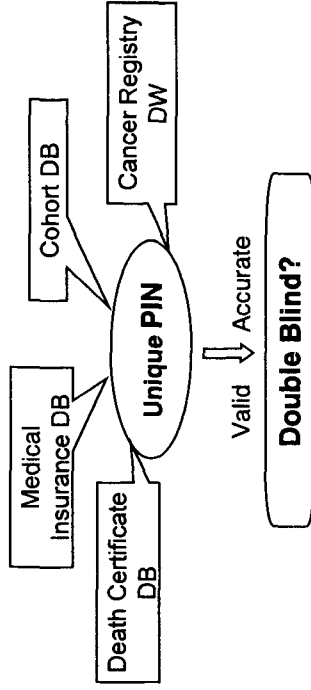 Medical
Insurance DB
Cohort DB
Death Certificate
DB
Unique PIN
Cancer Registry
DW
Valid
Accurate
Double Blind?